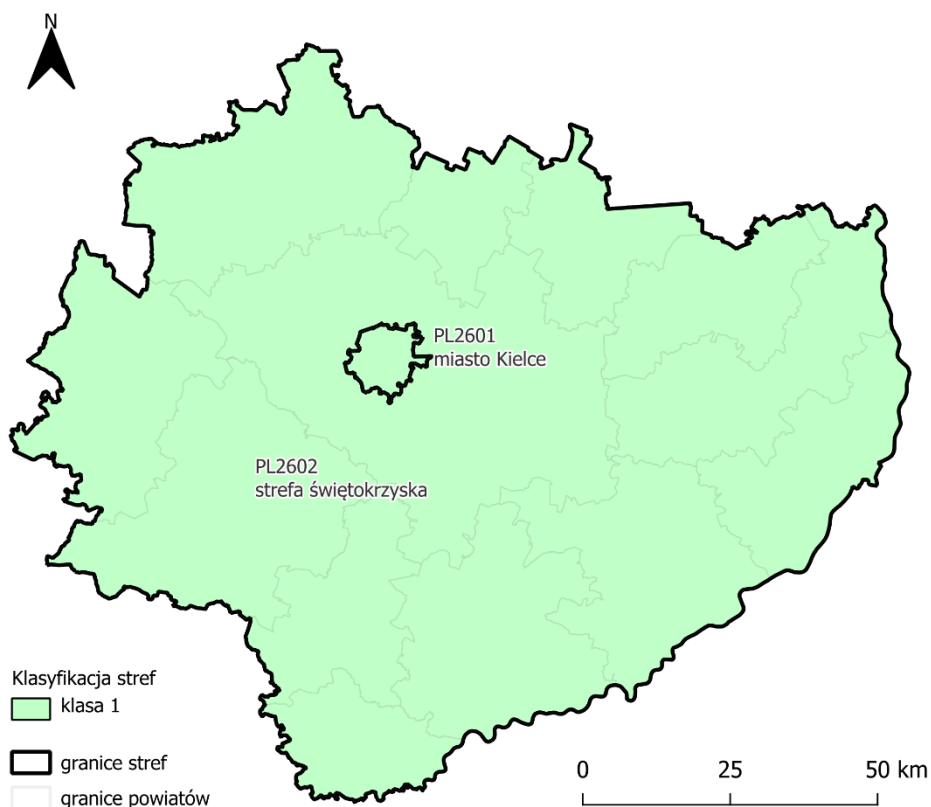 N
PL2601
miasto Kielce
PL2602
strefa świętokrzyska
Klasyfikacja stref
klasa 1
granice stref
granice powiatów
0 25 50 km